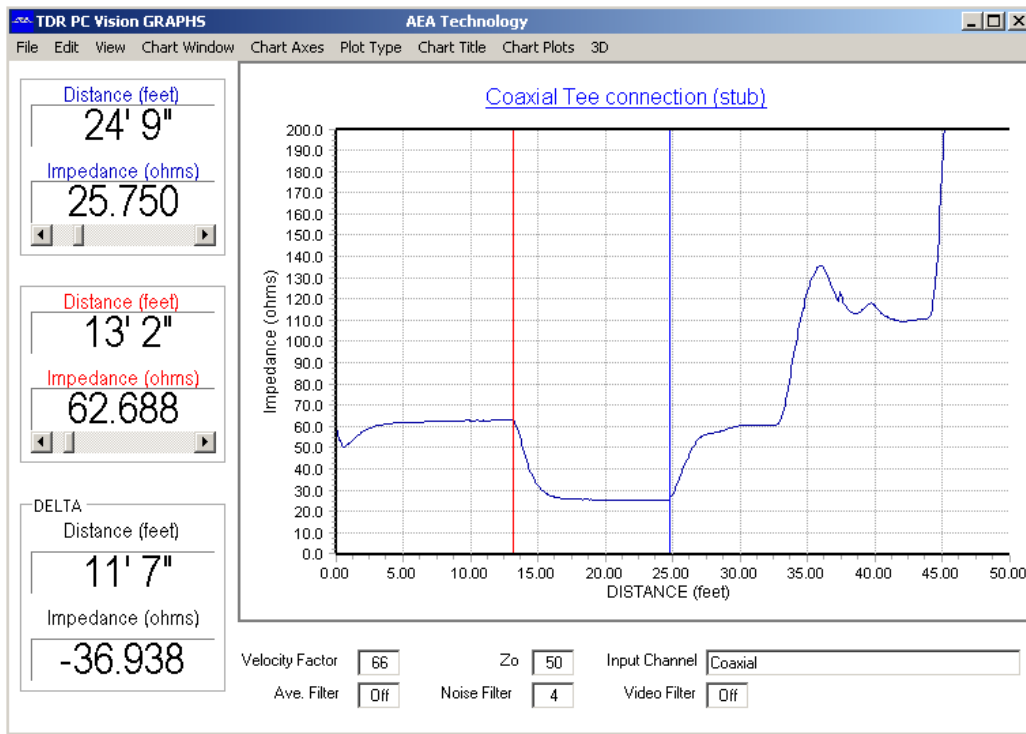 TDR PC Vision GRAPHS AEA Technology
File Edit View Chart Window Chart Axes Plot Type Chart Title Chart Plots 3D
Distance (feet)
24' 9"
Impedance (ohms)
25.750
Distance (feet)
13' 2"
Impedance (ohms)
62.688
DELTA
Distance (feet)
11' 7"
Impedance (ohms)
-36.938
Coaxial Tee connection (stub)
Impedance (ohms)
200.0
190.0
180.0
170.0
160.0
150.0
140.0
130.0
120.0
110.0
100.0
90.0
80.0
70.0
60.0
50.0
40.0
30.0
20.0
10.0
0.0
0.00 5.00 10.00 15.00 20.00 25.00 30.00 35.00 40.00 45.00 50.00
DISTANCE (feet)
Velocity Factor 66 Zo 50 Input Channel Coaxial
Ave. Filter Off Noise Filter 4 Video Filter Off